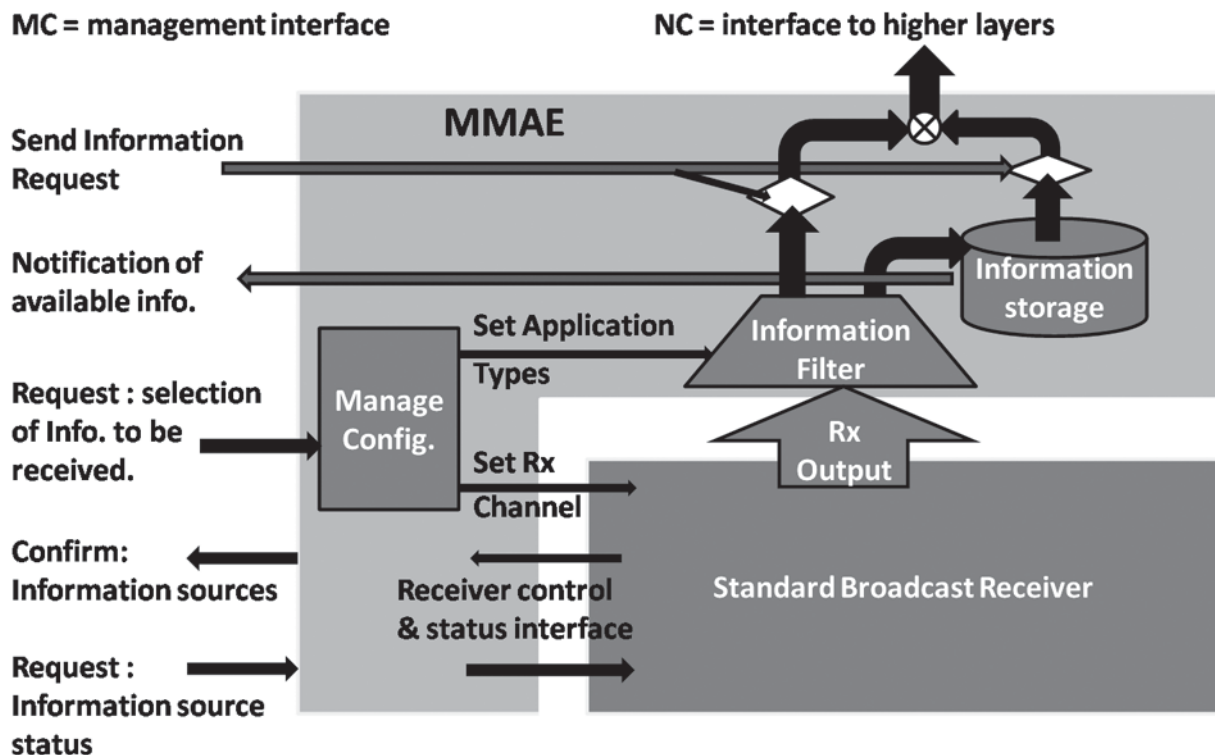 MC = management interface
NC = interface to higher layers
MMAE
Send Information
Request
Notification of
available info.
Information
storage
Set Application
Types
Information
Filter
Request : selection
of Info. to be
received.
Manage
Config.
Rx
Output
Set Rx
Channel
Confirm:
Information sources
Receiver control
& status interface
Standard Broadcast Receiver
Request :
Information source
status